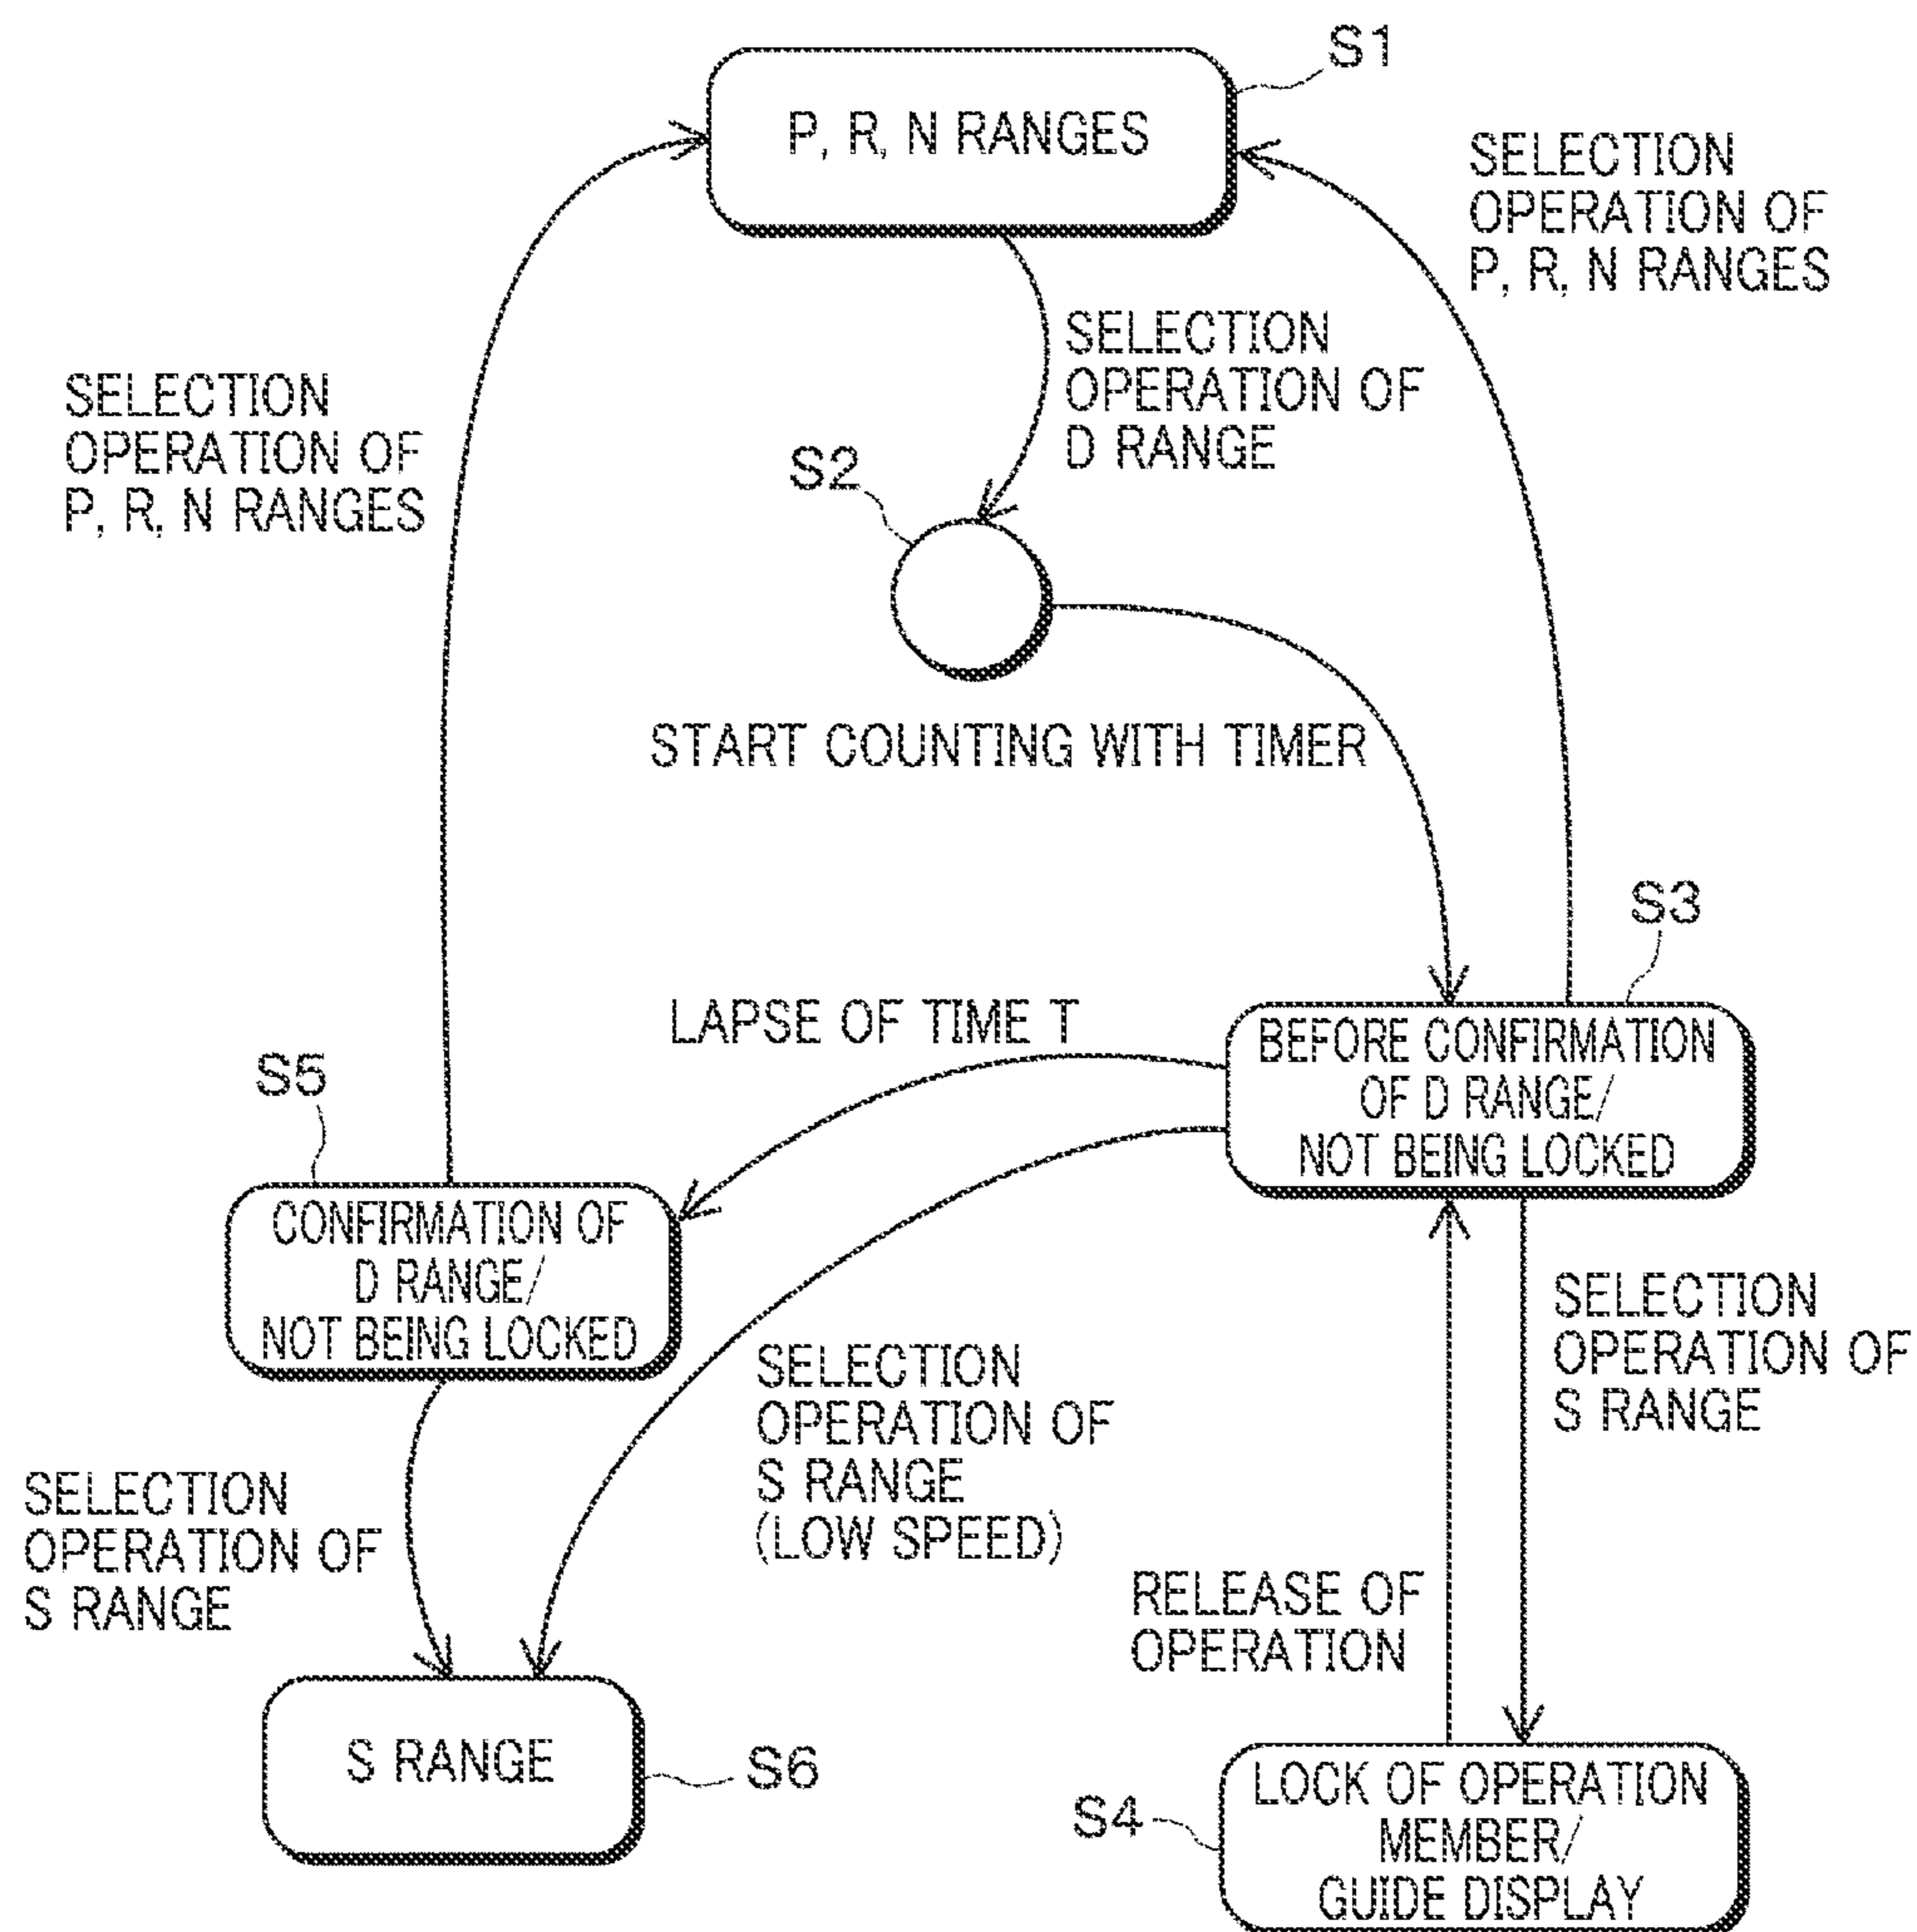 S1
P, R, N RANGES
SELECTION
OPERATION OF
P, R, N RANGES
SELECTION
OPERATION OF
D RANGE
SELECTION
OPERATION OF
P, R, N RANGES
S2
START COUNTING WITH TIMER
S3
BEFORE CONFIRMATION
OF D RANGE/
NOT BEING LOCKED
LAPSE OF TIME T
S5
CONFIRMATION OF
D RANGE/
NOT BEING LOCKED
SELECTION
OPERATION OF
S RANGE
SELECTION
OPERATION OF
S RANGE
(LOW SPEED)
SELECTION
OPERATION OF
S RANGE
RELEASE OF
OPERATION
S RANGE
S6
S4
LOCK OF OPERATION
MEMBER/
GUIDE DISPLAY